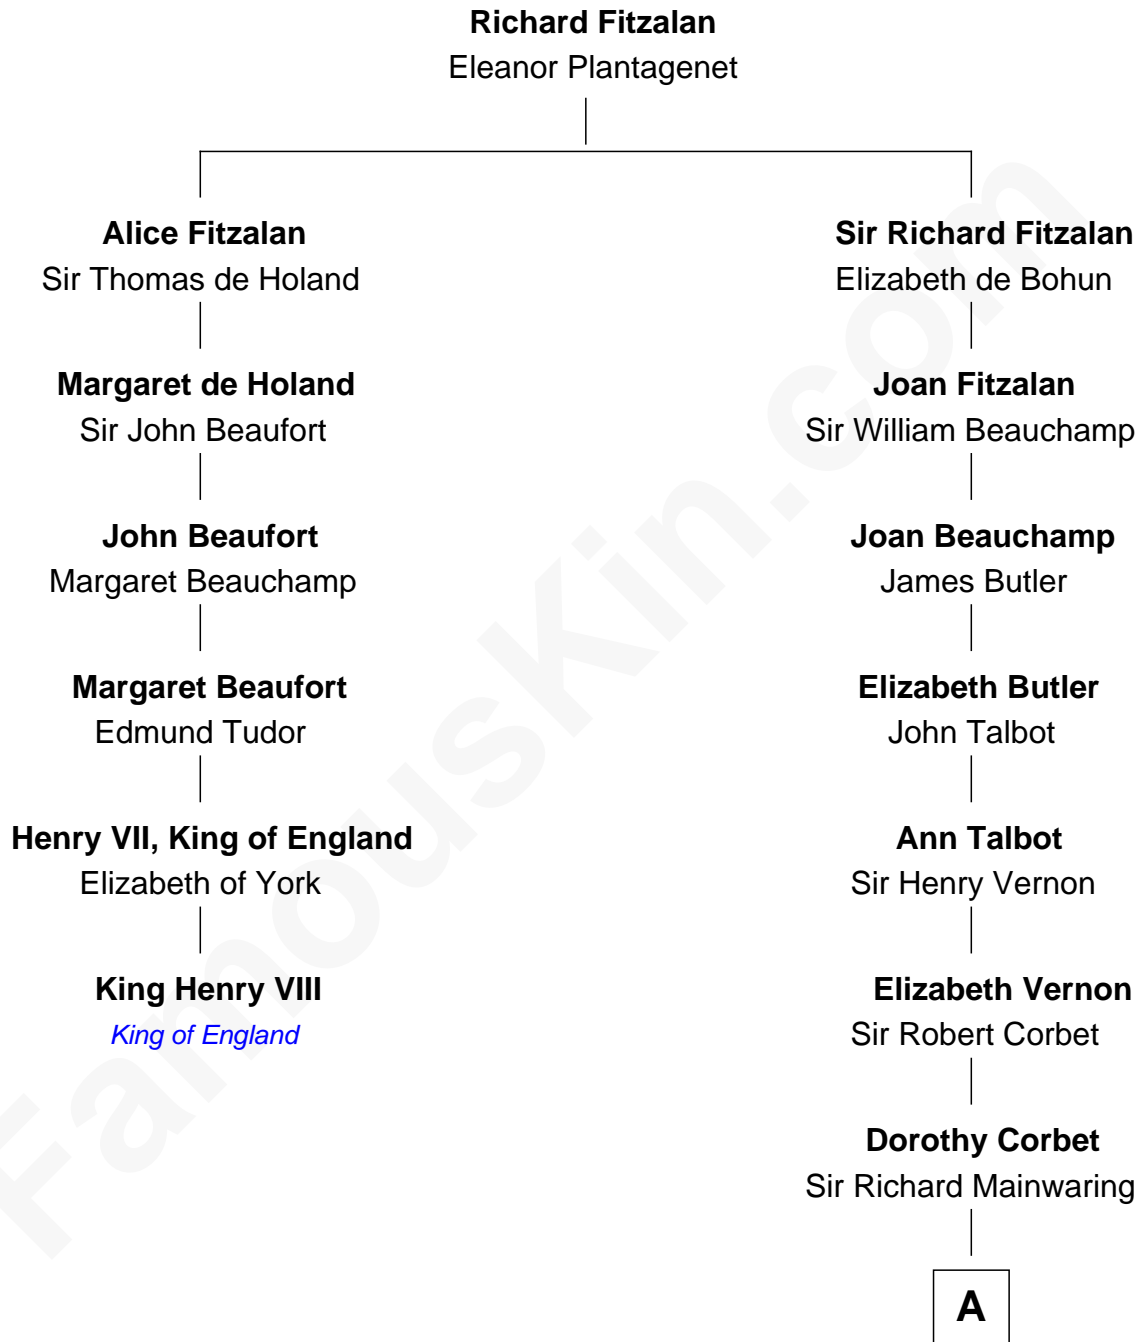 Richard Fitzalan
Eleanor Plantagenet
Alice Fitzalan
Sir Thomas de Holand
Margaret de Holand
Sir John Beaufort
John Beaufort
Margaret Beauchamp
Margaret Beaufort
Edmund Tudor
Henry VII, King of England
Elizabeth of York
King Henry VIII
King of England
Sir Richard Fitzalan
Elizabeth de Bohun
Joan Fitzalan
Sir William Beauchamp
Joan Beauchamp
James Butler
Elizabeth Butler
John Talbot
Ann Talbot
Sir Henry Vernon
Elizabeth Vernon
Sir Robert Corbet
Dorothy Corbet
Sir Richard Mainwaring
A
FamousKin.com